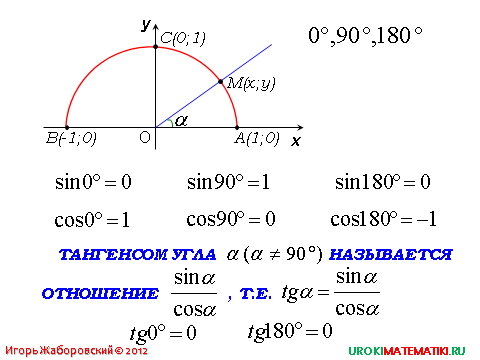 y
C(0;1)
0°,90°,180°
M(x;y)
α
B(-1;0) O A(1;0) x
sin0°=0 sin90°=1 sin180°=0
cos0°=1 cos90°=0 cos180°=-1
ТАНГЕНСОМ УГЛА α (α ≠ 90°) НАЗЫВАЕТСЯ
ОТНОШЕНИЕ sinα/cosα , Т.Е. tgα = sinα/cosα
tg0°=0 tg180°=0
Игорь Жаборовский © 2012 UROKIMATEMATIKI.RU